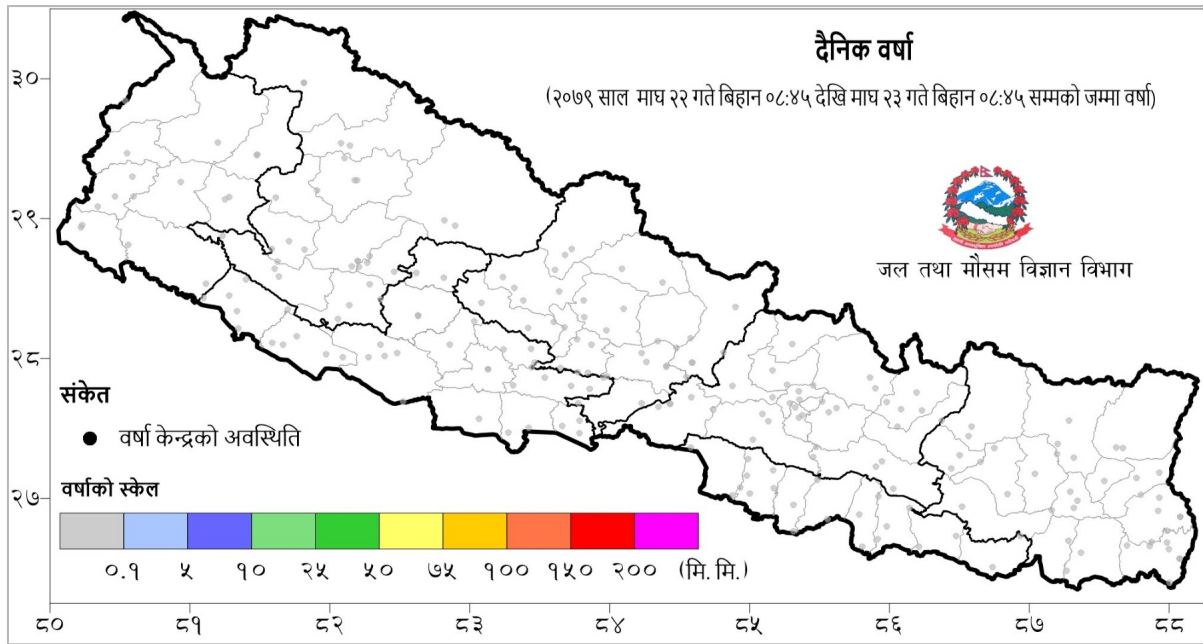 दैनिक वर्षा
(२०७९ साल माघ २२ गते बिहान ०८:४५ देखि माघ २३ गते बिहान ०८:४५ सम्मको जम्मा वर्षा)
जल तथा मौसम विज्ञान विभाग
३०
२९
२८
२७
संकेत
वर्षा केन्द्रको अवस्थिति
वर्षाको स्केल
०.१ ५ १० २५ ५० ७५ १०० १५० २०० (मि.मि.)
८० ८१ ८२ ८३ ८४ ८५ ८६ ८७ ८८